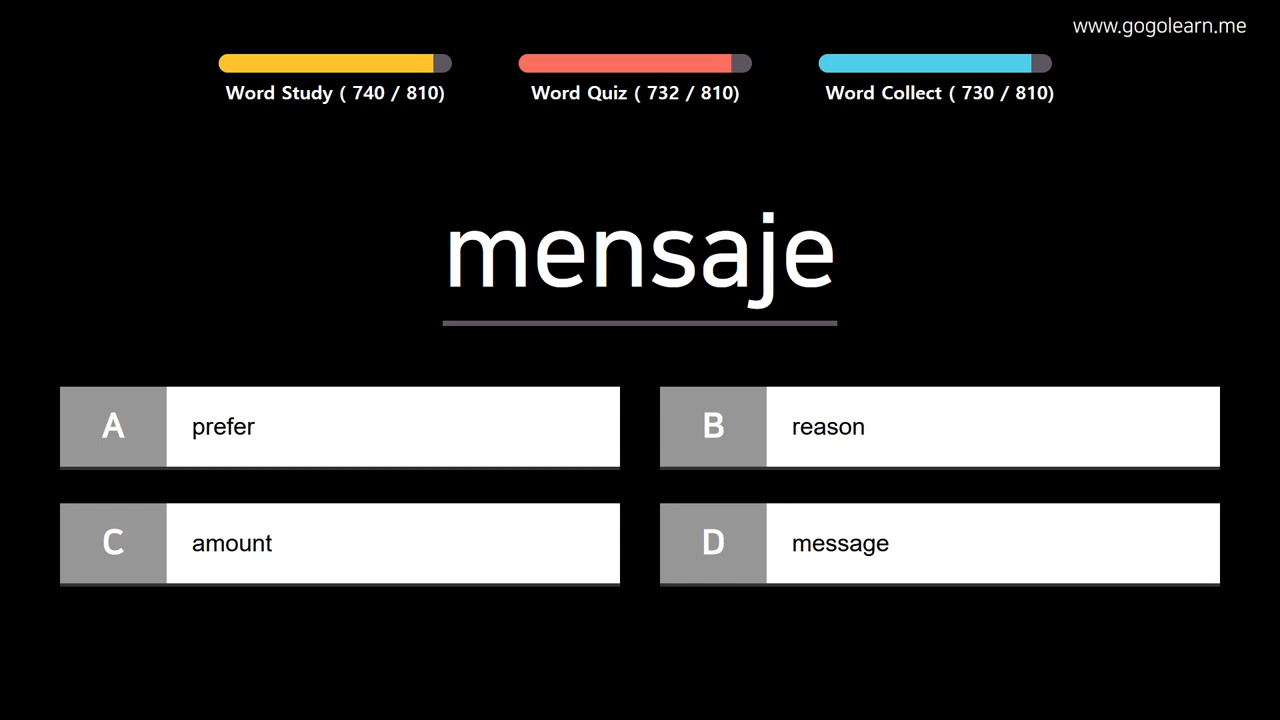 www.gogolearn.me
Word Study ( 740 / 810)
Word Quiz ( 732 / 810)
Word Collect ( 730 / 810)
mensaje
A prefer
B reason
C amount
D message